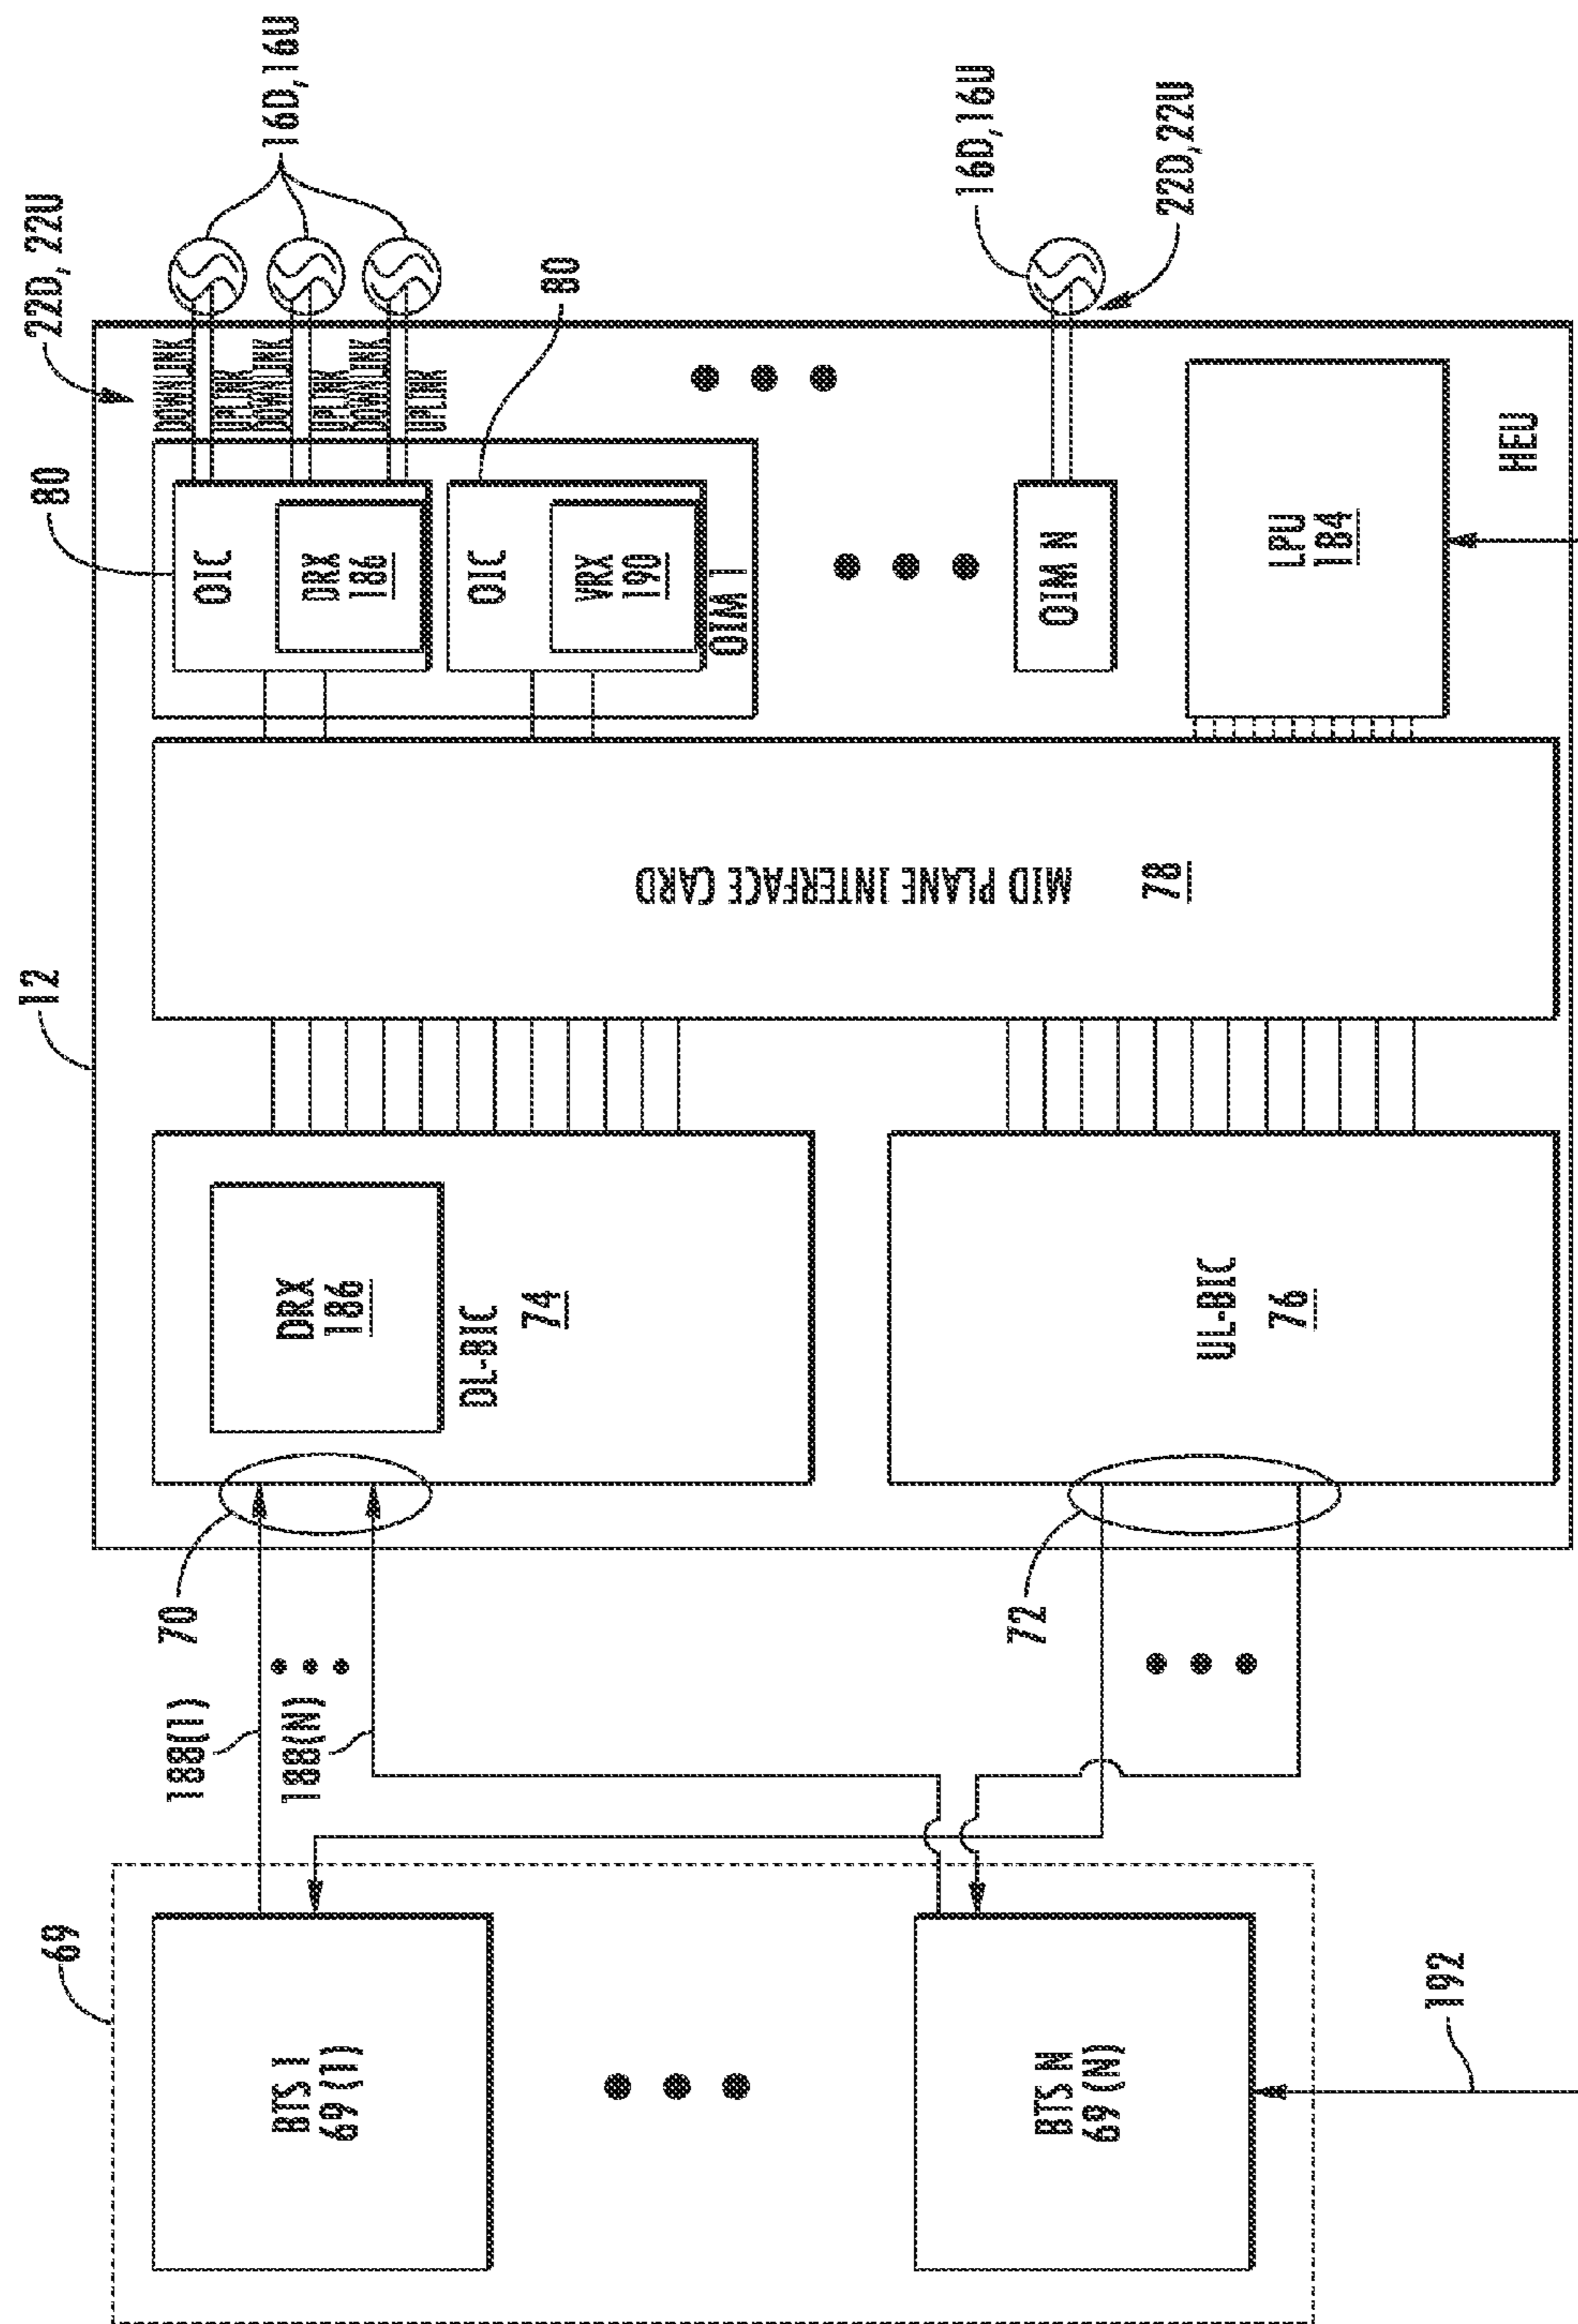 69
BTS 1
69(1)
BTS N
69(N)
192
188(1)
188(N)
70
72
12
DRX
186
DL-BIC
74
UL-BIC
76
MID PLANE INTERFACE CARD
78
80
OIC
DRX
186
OIC
VRX
190
OIM 1
80
OIM N
LPU
184
HEU
22D, 22U
DOWNLINK
UPLINK
DOWNLINK
UPLINK
DOWNLINK
UPLINK
16D,16U
16D,16U
22D,22U